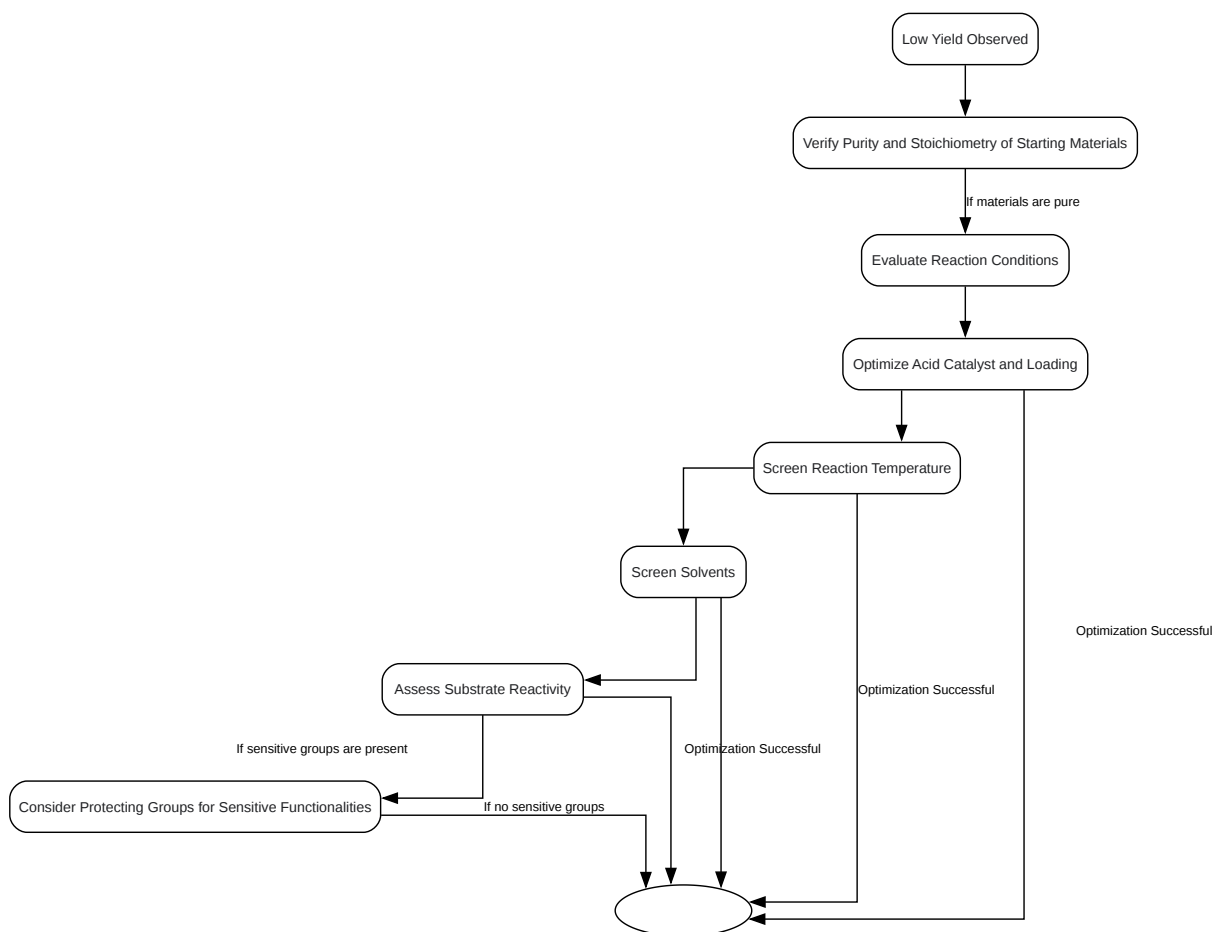 Low Yield Observed
Verify Purity and Stoichiometry of Starting Materials
If materials are pure
Evaluate Reaction Conditions
Optimize Acid Catalyst and Loading
Screen Reaction Temperature
Screen Solvents
Optimization Successful
Assess Substrate Reactivity
Optimization Successful
If sensitive groups are present
Optimization Successful
Consider Protecting Groups for Sensitive Functionalities
If no sensitive groups